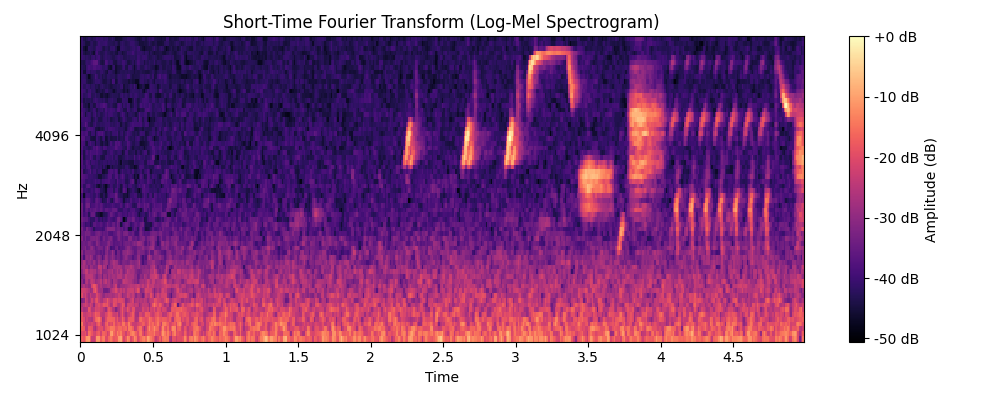 Short-Time Fourier Transform (Log-Mel Spectrogram)
+0 dB
-10 dB
4096
-20 dB
Hz
Amplitude (dB)
-30 dB
2048
-40 dB
1024
-50 dB
0 0.5 1 1.5 2 2.5 3 3.5 4 4.5
Time